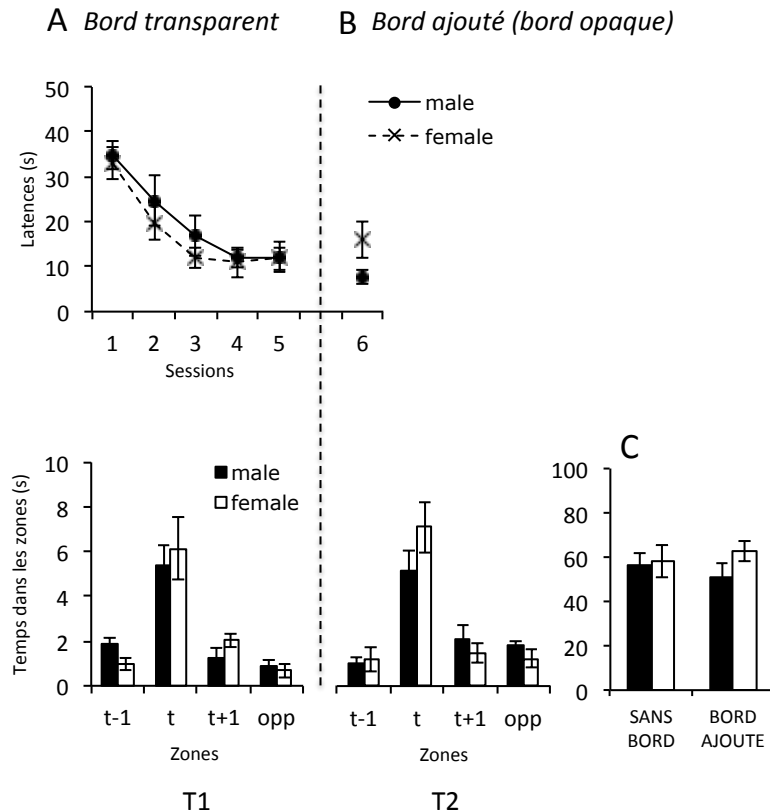 A Bord transparent
B Bord ajouté (bord opaque)
Latences (s)
50
40
30
20
10
0
male
female
1 2 3 4 5
6
Sessions
Temps dans les zones (s)
10
8
6
4
2
0
male
female
t-1 t t+1 opp
Zones
T1
t-1 t t+1 opp
Zones
T2
C
100
80
60
40
20
0
SANS BORD
BORD AJOUTE